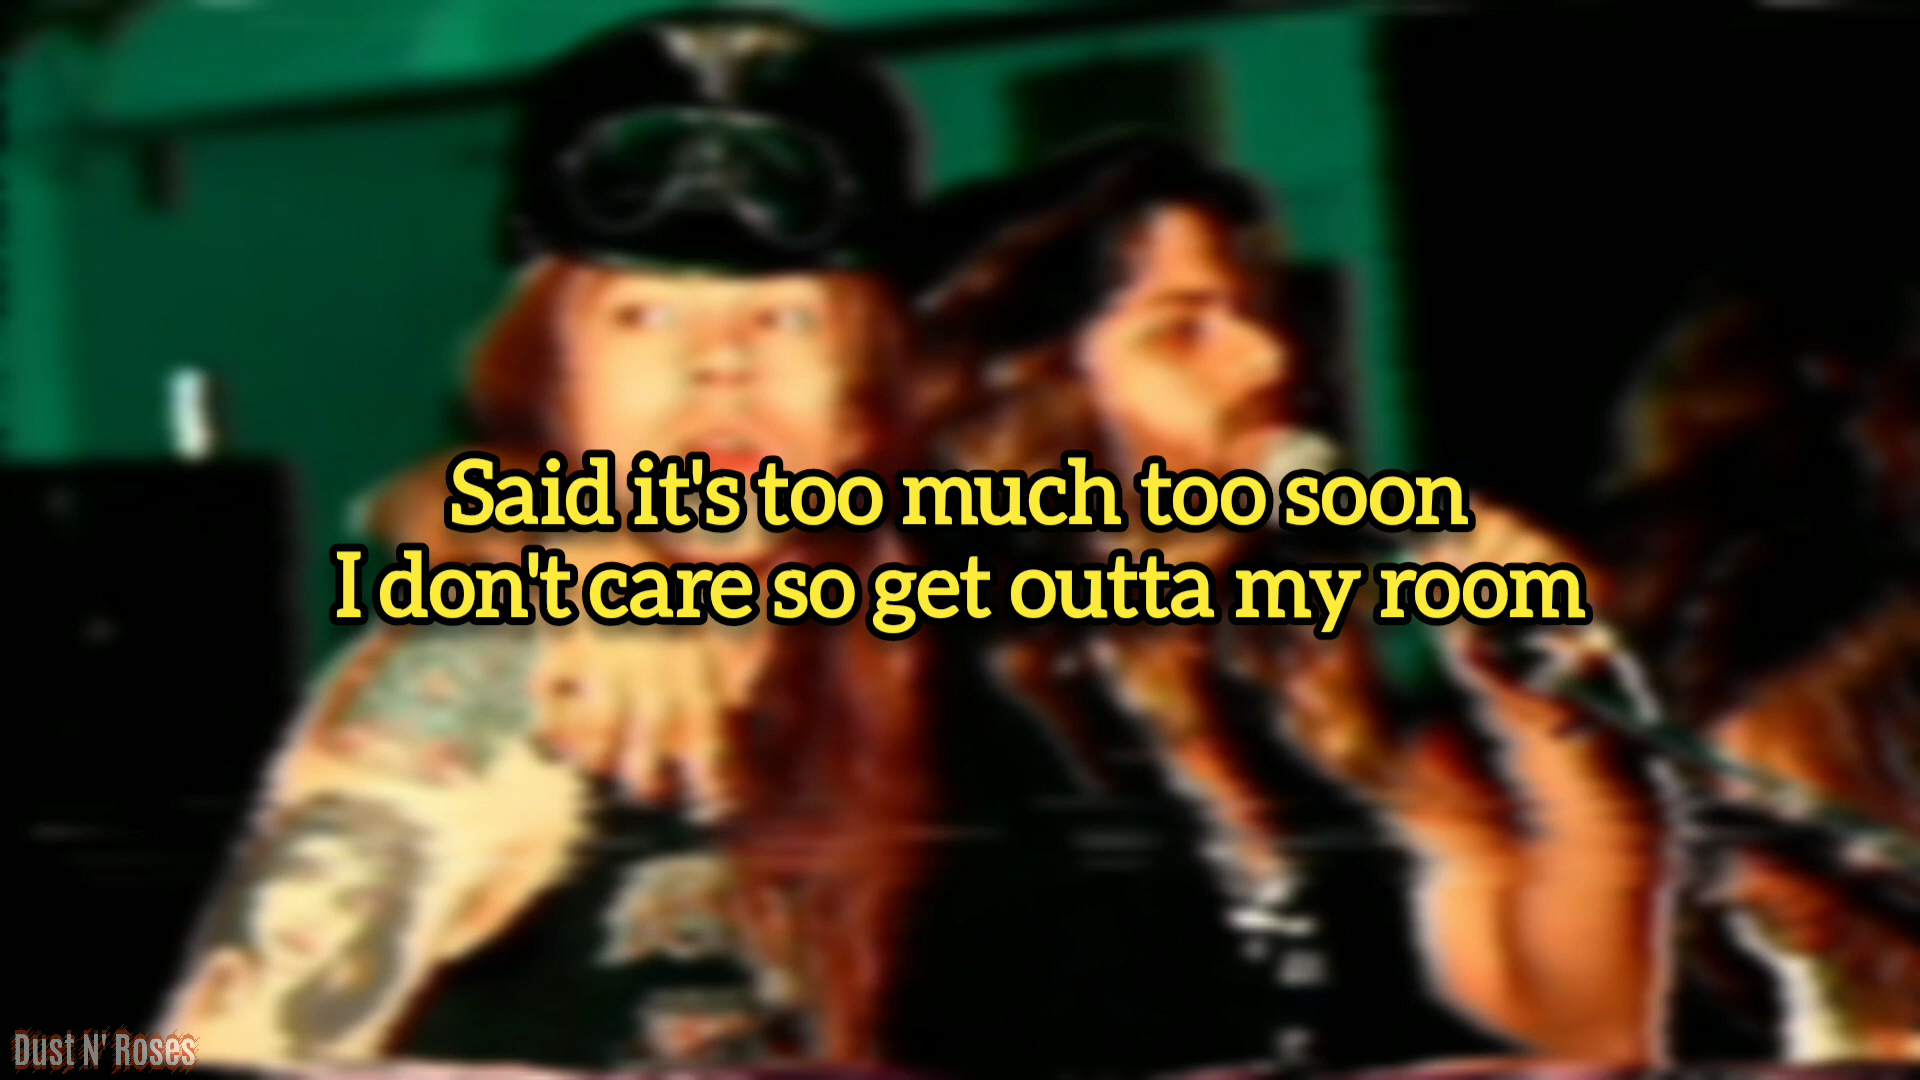 Said it's too much too soon
I don't care so get outta my room
Dust N' Roses